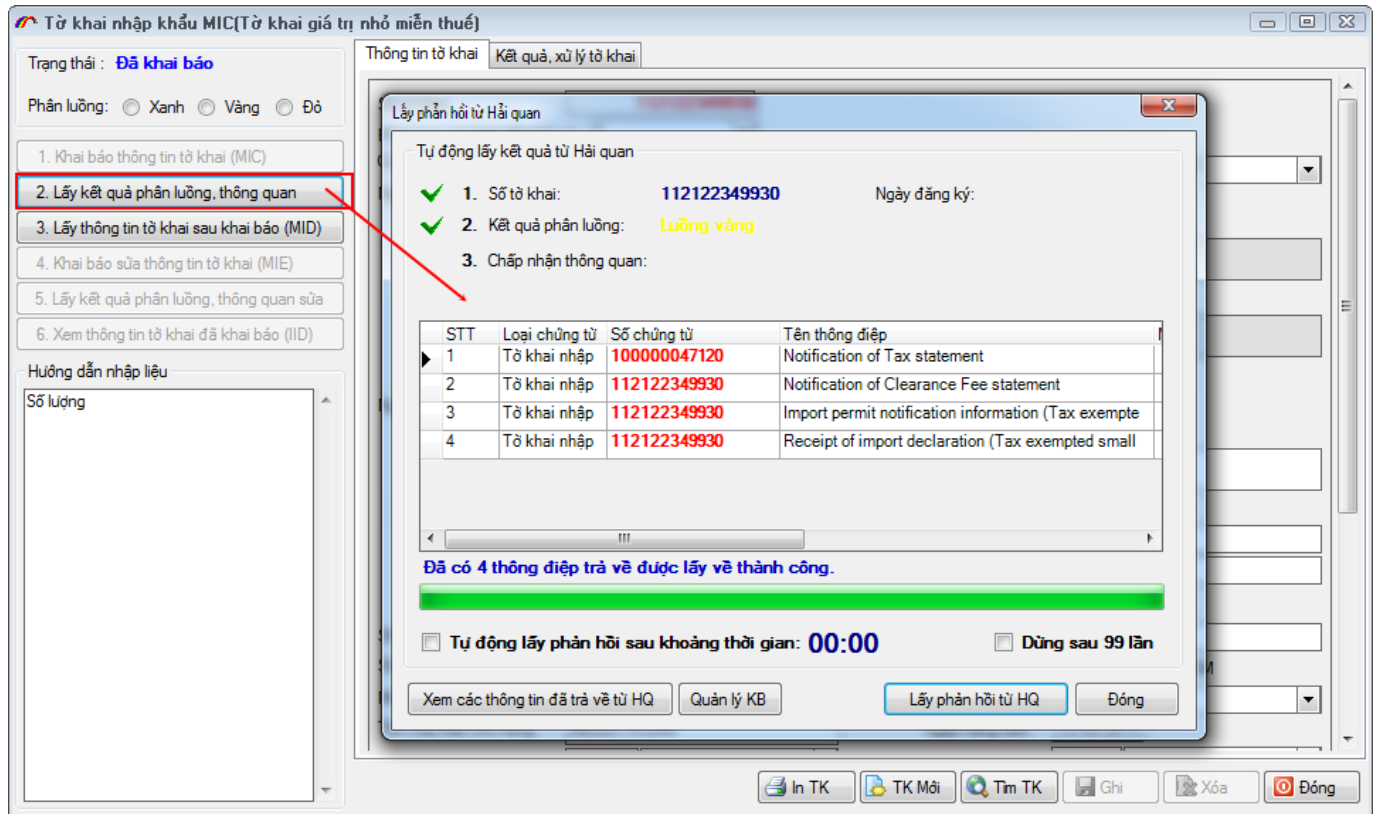 Tờ khai nhập khẩu MIC(Tờ khai giá trị nhỏ miễn thuế)
Trạng thái : Đã khai báo
Phân luồng: Xanh Vàng Đỏ
1. Khai báo thông tin tờ khai (MIC)
2. Lấy kết quả phân luồng, thông quan
3. Lấy thông tin tờ khai sau khai báo (MID)
4. Khai báo sửa thông tin tờ khai (MIE)
5. Lấy kết quả phân luồng, thông quan sửa
6. Xem thông tin tờ khai đã khai báo (IID)
Hướng dẫn nhập liệu
Số lượng
Thông tin tờ khai Kết quả, xử lý tờ khai
Lấy phản hồi từ Hải quan
Tự động lấy kết quả từ Hải quan
1. Số tờ khai: 112122349930 Ngày đăng ký:
2. Kết quả phân luồng: Luồng vàng
3. Chấp nhận thông quan:
STT Loại chứng từ Số chứng từ Tên thông điệp
1 Tờ khai nhập 100000047120 Notification of Tax statement
2 Tờ khai nhập 112122349930 Notification of Clearance Fee statement
3 Tờ khai nhập 112122349930 Import permit notification information (Tax exempte
4 Tờ khai nhập 112122349930 Receipt of import declaration (Tax exempted small
Đã có 4 thông điệp trả về được lấy về thành công.
Tự động lấy phản hồi sau khoảng thời gian: 00:00 Dừng sau 99 lần
Xem các thông tin đã trả về từ HQ Quản lý KB Lấy phản hồi từ HQ Đóng
In TK TK Mới Tìm TK Ghi Xóa Đóng